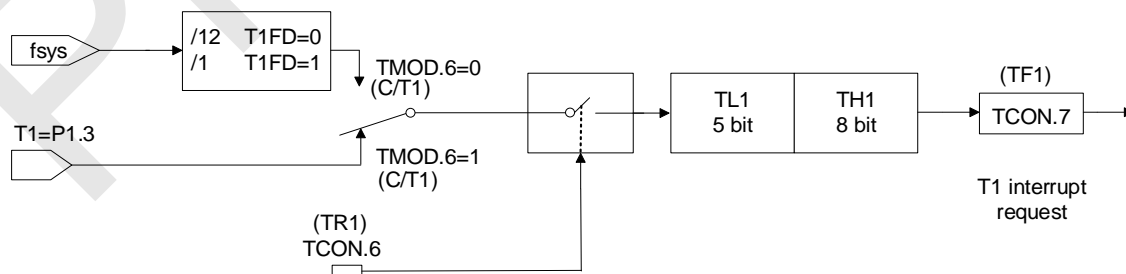 fsys
/12 T1FD=0
/1 T1FD=1
TMOD.6=0
(C/T1)
T1=P1.3
TMOD.6=1
(C/T1)
(TR1)
TCON.6
TL1
5 bit
TH1
8 bit
(TF1)
TCON.7
T1 interrupt
request